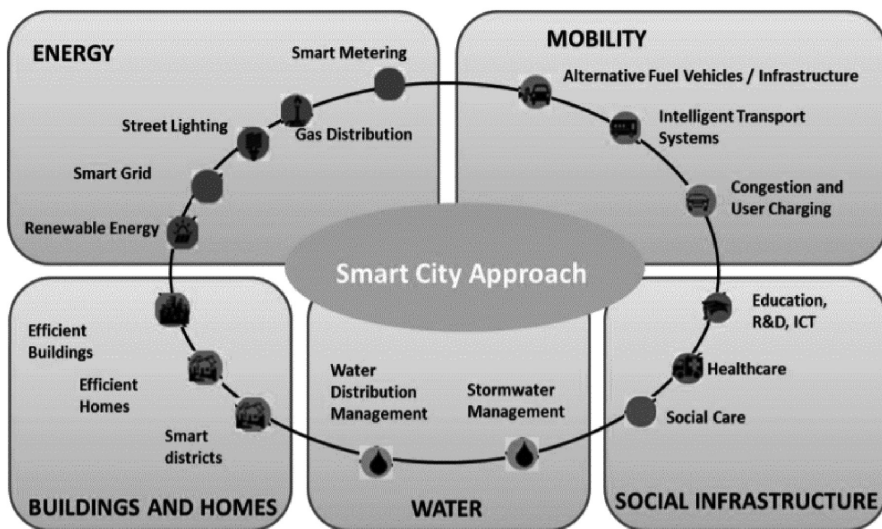 ENERGY
Smart Metering
Street Lighting
Gas Distribution
Smart Grid
Renewable Energy
MOBILITY
Alternative Fuel Vehicles / Infrastructure
Intelligent Transport
Systems
Congestion and
User Charging
Smart City Approach
Efficient
Buildings
Efficient
Homes
Smart
districts
BUILDINGS AND HOMES
Water
Distribution
Management
Stormwater
Management
WATER
Education,
R&D, ICT
Healthcare
Social Care
SOCIAL INFRASTRUCTURE